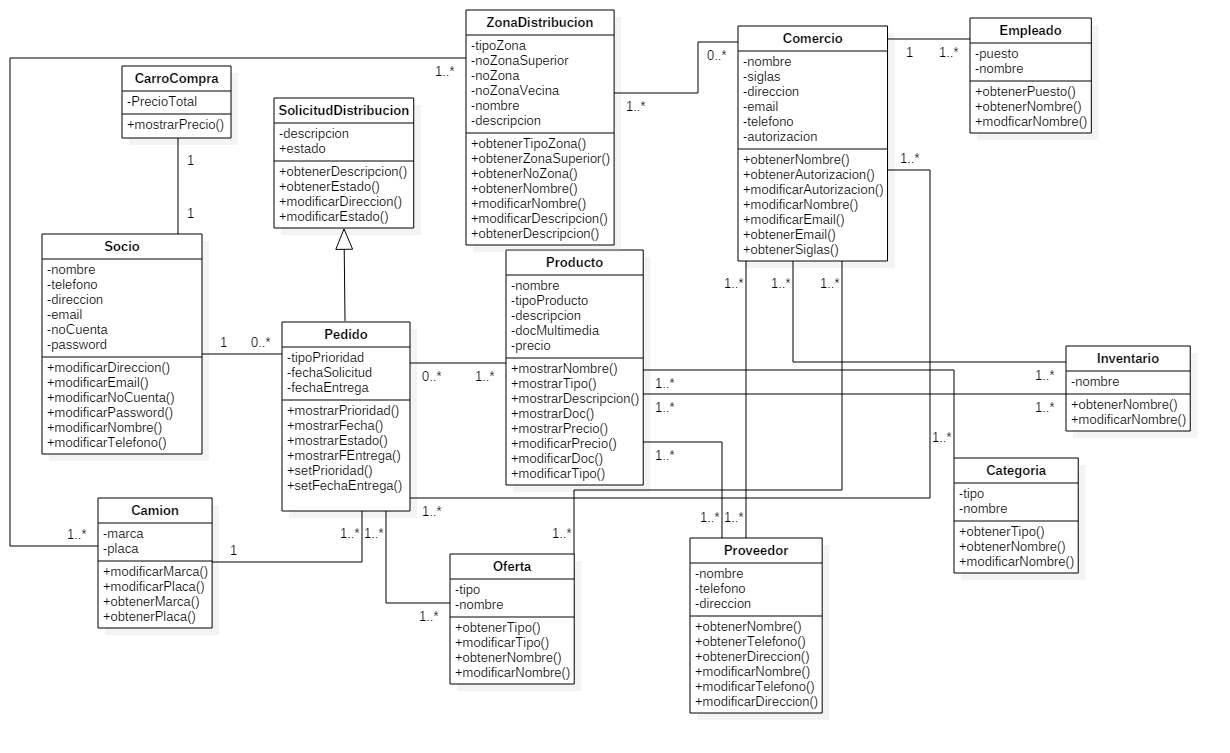 ZonaDistribucion
-tipoZona
-noZonaSuperior
-noZona
-noZonaVecina
-nombre
-descripcion
+obtenerTipoZona()
+obtenerZonaSuperior()
+obtenerNoZona()
+obtenerNombre()
+modificarNombre()
+modificarDescripcion()
+obtenerDescripcion()
Comercio
-nombre
-siglas
-direccion
-email
-telefono
-autorizacion
+obtenerNombre()
+obtenerAutorizacion()
+modificarAutorizacion()
+modificarNombre()
+modificarEmail()
+obtenerEmail()
+obtenerSiglas()
Empleado
-puesto
-nombre
+obtenerPuesto()
+obtenerNombre()
+modficarNombre()
CarroCompra
-PrecioTotal
+mostrarPrecio()
SolicitudDistribucion
-descripcion
+estado
+obtenerDescripcion()
+obtenerEstado()
+modificarDireccion()
+modificarEstado()
1..*
1..*
0..*
1
1..*
1..*
1
1
Socio
-nombre
-telefono
-direccion
-email
-noCuenta
-password
+modificarDireccion()
+modificarEmail()
+modificarNoCuenta()
+modificarPassword()
+modificarNombre()
+modificarTelefono()
1
0..*
Pedido
-tipoPrioridad
-fechaSolicitud
-fechaEntrega
+mostrarPrioridad()
+mostrarFecha()
+mostrarEstado()
+mostrarFEntrega()
+setPrioridad()
+setFechaEntrega()
0..*
1..*
Producto
-nombre
-tipoProducto
-descripcion
-docMultimedia
-precio
+mostrarNombre()
+mostrarTipo()
+mostrarDescripcion()
+mostrarDoc()
+mostrarPrecio()
+modificarPrecio()
+modificarDoc()
+modificarTipo()
1..*
1..*
1..*
1..*
1..*
1..*
1..*
1..*
Inventario
-nombre
+obtenerNombre()
+modificarNombre()
1..*
Categoria
-tipo
-nombre
+obtenerTipo()
+obtenerNombre()
+modificarNombre()
1..*
Camion
-marca
-placa
+modificarMarca()
+modificarPlaca()
+obtenerMarca()
+obtenerPlaca()
1
1..*
1..*
1..*
1..*
1..*
Oferta
-tipo
-nombre
+obtenerTipo()
+modificarTipo()
+obtenerNombre()
+modificarNombre()
1..*
1..*
Proveedor
-nombre
-telefono
-direccion
+obtenerNombre()
+obtenerTelefono()
+obtenerDireccion()
+modificarNombre()
+modificarTelefono()
+modificarDireccion()